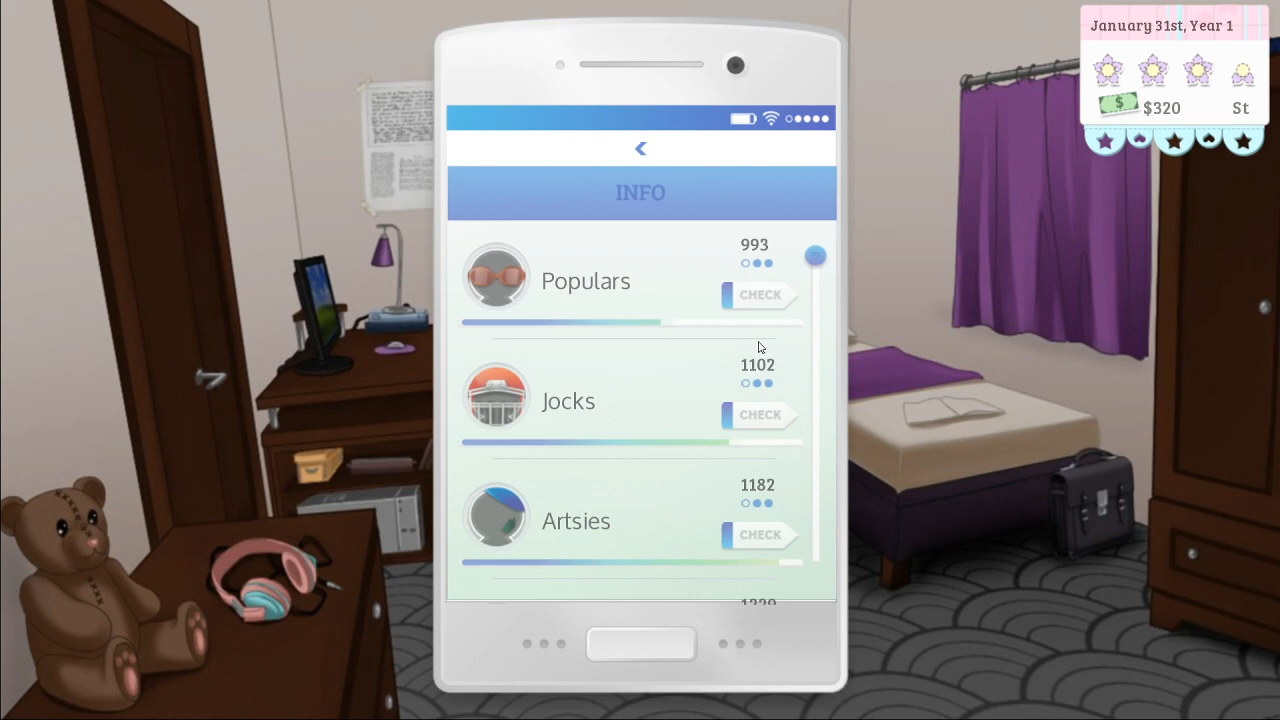 January 31st, Year 1
$320
St
INFO
993
Populars
CHECK
1102
Jocks
CHECK
1182
Artsies
CHECK